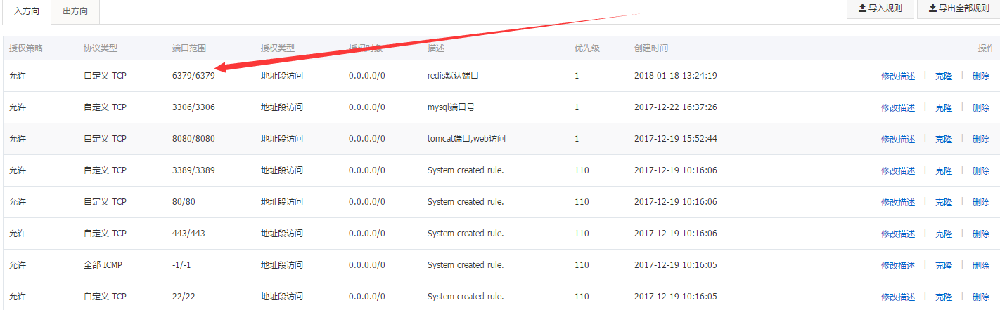 入方向 出方向 导入规则 导出全部规则
授权策略 协议类型 端口范围 授权类型 授权对象 描述 优先级 创建时间 操作
允许 自定义 TCP 6379/6379 地址段访问 0.0.0.0/0 redis默认端口 1 2018-01-18 13:24:19 修改描述 | 克隆 | 删除
允许 自定义 TCP 3306/3306 地址段访问 0.0.0.0/0 mysql端口号 1 2017-12-22 16:37:26 修改描述 | 克隆 | 删除
允许 自定义 TCP 8080/8080 地址段访问 0.0.0.0/0 tomcat端口,web访问 1 2017-12-19 15:52:44 修改描述 | 克隆 | 删除
允许 自定义 TCP 3389/3389 地址段访问 0.0.0.0/0 System created rule. 110 2017-12-19 10:16:06 修改描述 | 克隆 | 删除
允许 自定义 TCP 80/80 地址段访问 0.0.0.0/0 System created rule. 110 2017-12-19 10:16:06 修改描述 | 克隆 | 删除
允许 自定义 TCP 443/443 地址段访问 0.0.0.0/0 System created rule. 110 2017-12-19 10:16:06 修改描述 | 克隆 | 删除
允许 全部 ICMP -1/-1 地址段访问 0.0.0.0/0 System created rule. 110 2017-12-19 10:16:05 修改描述 | 克隆 | 删除
允许 自定义 TCP 22/22 地址段访问 0.0.0.0/0 System created rule. 110 2017-12-19 10:16:05 修改描述 | 克隆 | 删除